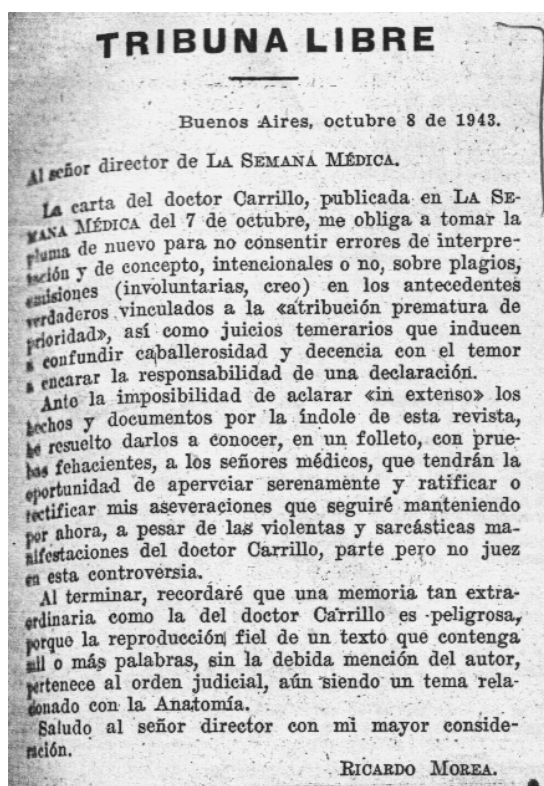 TRIBUNA LIBRE
Buenos Aires, octubre 8 de 1943.
Al señor director de LA SEMANA MÉDICA.
La carta del doctor Carrillo, publicada en LA SE-
MANA MÉDICA del 7 de octubre, me obliga a tomar la
pluma de nuevo para no consentir errores de interpre-
tación y de concepto, intencionales o no, sobre plagios,
emisiones (involuntarias, creo) en los antecedentes
verdaderos vinculados a la «atribución prematura de
prioridad», así como juicios temerarios que inducen
a confundir caballerosidad y decencia con el temor
a encarar la responsabilidad de una declaración.
Ante la imposibilidad de aclarar «in extenso» los
hechos y documentos por la índole de esta revista,
he resuelto darlos a conocer, en un folleto, con prue-
bas fehacientes, a los señores médicos, que tendrán la
oportunidad de apervciar serenamente y ratificar o
rectificar mis aseveraciones que seguiré manteniendo
por ahora, a pesar de las violentas y sarcásticas ma-
nifestaciones del doctor Carrillo, parte pero no juez
en esta controversia.
Al terminar, recordaré que una memoria tan extra-
ordinaria como la del doctor Carrillo es peligrosa,
porque la reproducción fiel de un texto que contenga
mil o más palabras, sin la debida mención del autor,
pertenece al orden judicial, aún siendo un tema rela-
cionado con la Anatomía.
Saludo al señor director con mi mayor conside-
ración.
RICARDO MOREA.